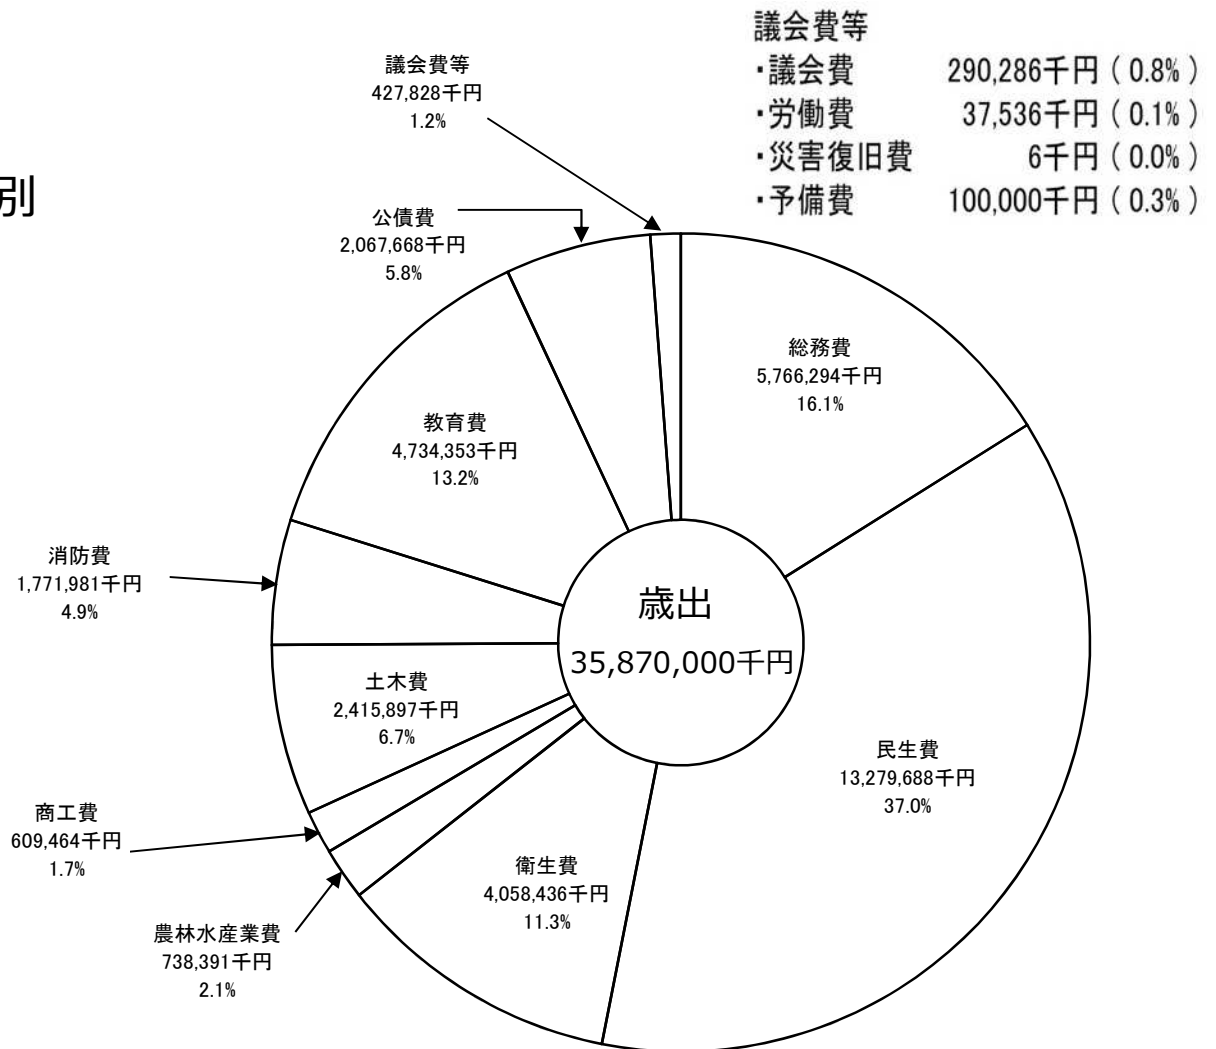 別
議会費等
・議会費 290,286千円 ( 0.8% )
・労働費 37,536千円 ( 0.1% )
・災害復旧費 6千円 ( 0.0% )
・予備費 100,000千円 ( 0.3% )
議会費等
427,828千円
1.2%
公債費
2,067,668千円
5.8%
総務費
5,766,294千円
16.1%
教育費
4,734,353千円
13.2%
消防費
1,771,981千円
4.9%
歳出
35,870,000千円
土木費
2,415,897千円
6.7%
民生費
13,279,688千円
37.0%
商工費
609,464千円
1.7%
衛生費
4,058,436千円
11.3%
農林水産業費
738,391千円
2.1%